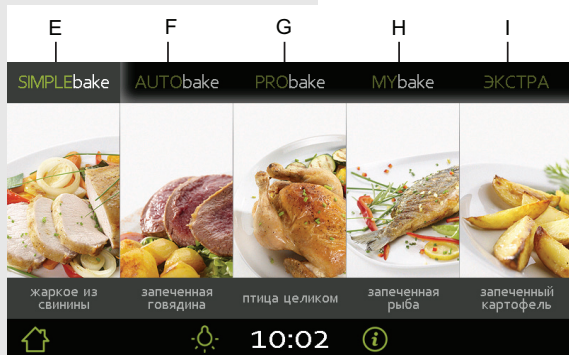 E F G H I
SIMPLEbake AUTObake PRObake MYbake ЭКСТРА
жаркое из свинины
запеченная говядина
птица целиком
запеченная рыба
запеченный картофель
10:02 i